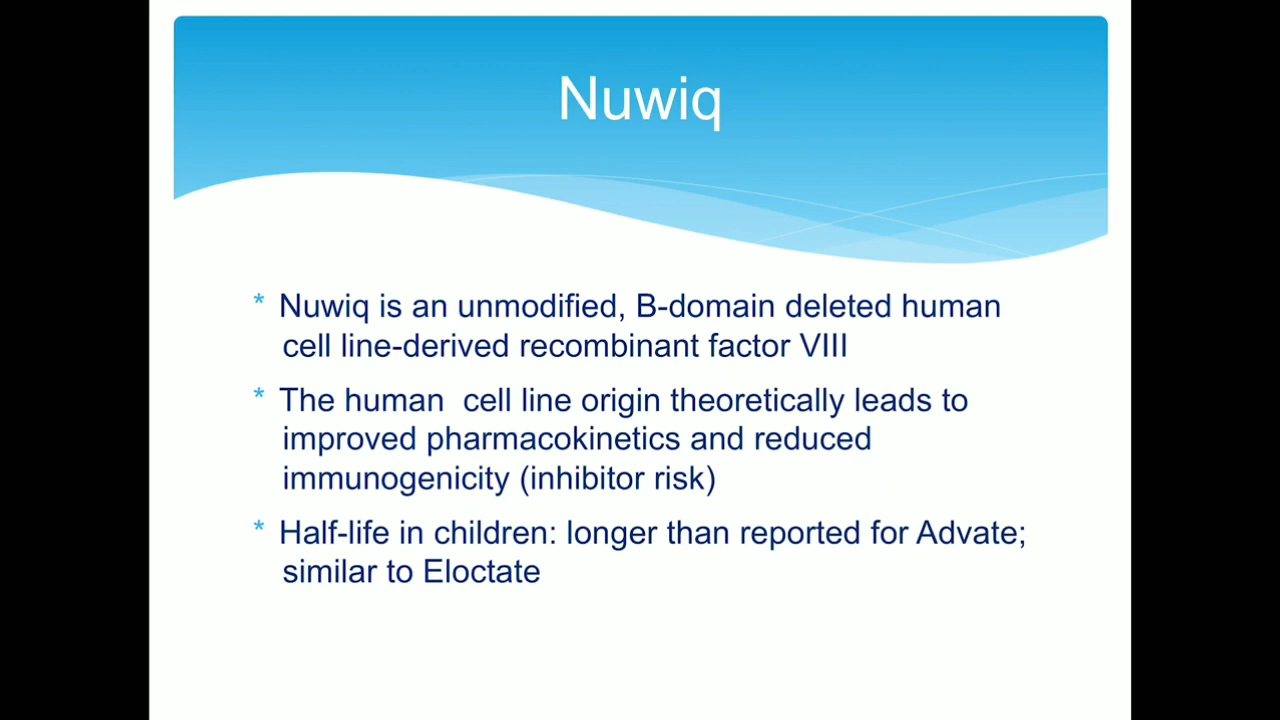 Nuwiq
* Nuwiq is an unmodified, B-domain deleted human
cell line-derived recombinant factor VIII
* The human  cell line origin theoretically leads to
improved pharmacokinetics and reduced
immunogenicity (inhibitor risk)
* Half-life in children: longer than reported for Advate;
similar to Eloctate